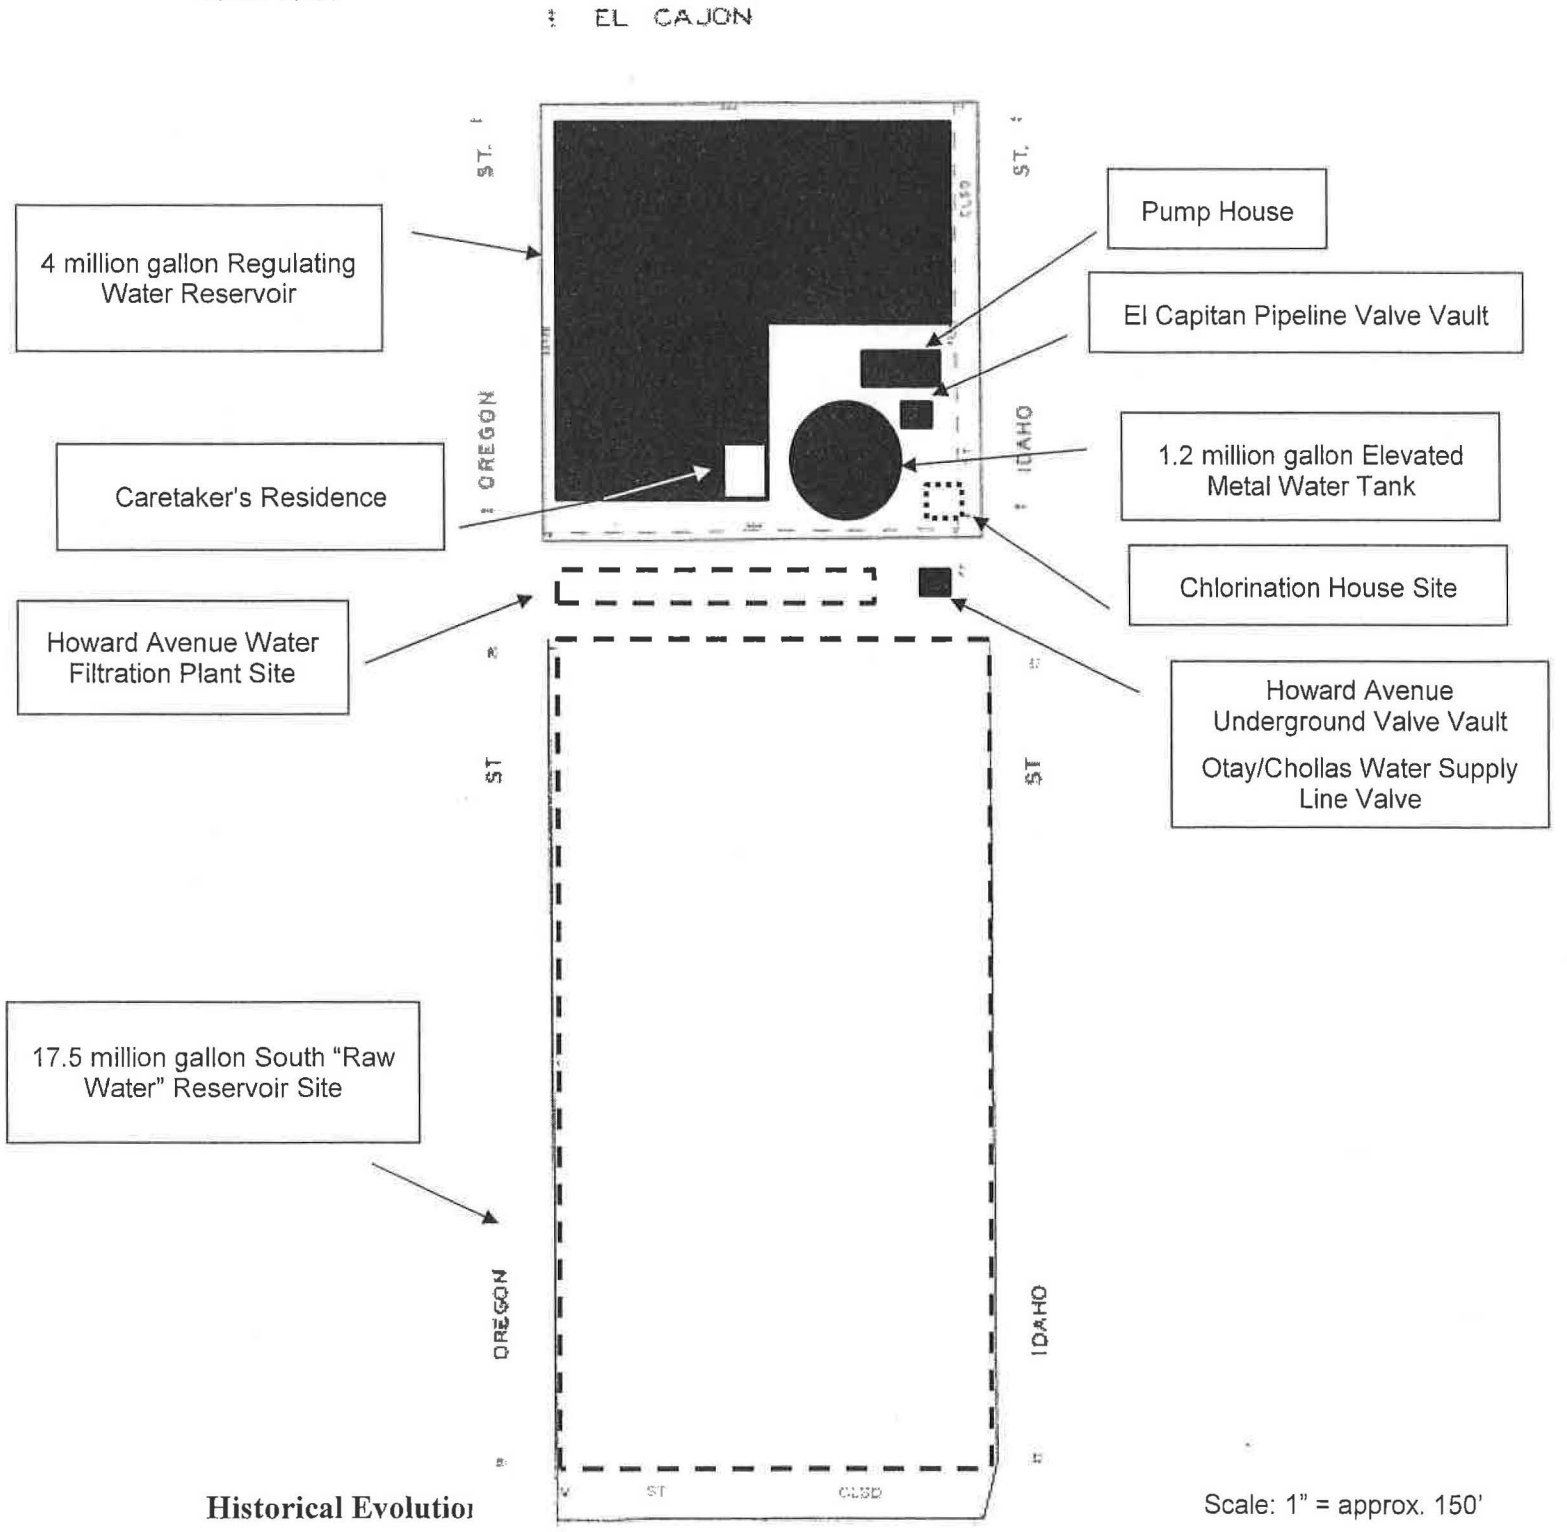 EL CAJON
ST.
ST.
CLSD
Pump House
4 million gallon Regulating
Water Reservoir
El Capitan Pipeline Valve Vault
OREGON
IDAHO
1.2 million gallon Elevated
Metal Water Tank
Caretaker's Residence
Chlorination House Site
Howard Avenue Water
Filtration Plant Site
Howard Avenue
Underground Valve Vault
Otay/Chollas Water Supply
Line Valve
ST
ST
17.5 million gallon South "Raw
Water" Reservoir Site
OREGON
IDAHO
ST
CLSD
Historical Evolution
Scale: 1” = approx. 150'